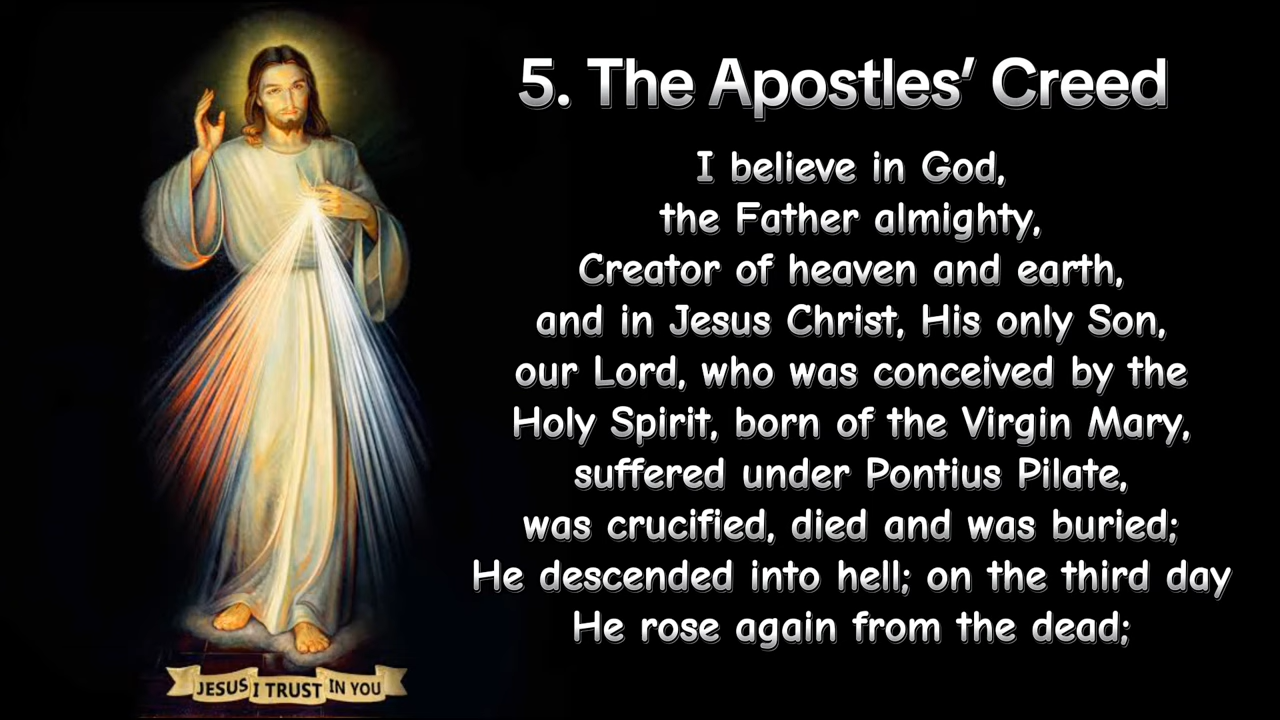 5. The Apostles’ Creed
I believe in God,
the Father almighty,
Creator of heaven and earth,
and in Jesus Christ, His only Son,
our Lord, who was conceived by the
Holy Spirit, born of the Virgin Mary,
suffered under Pontius Pilate,
was crucified, died and was buried;
He descended into hell; on the third day
He rose again from the dead;
JESUS I TRUST IN YOU